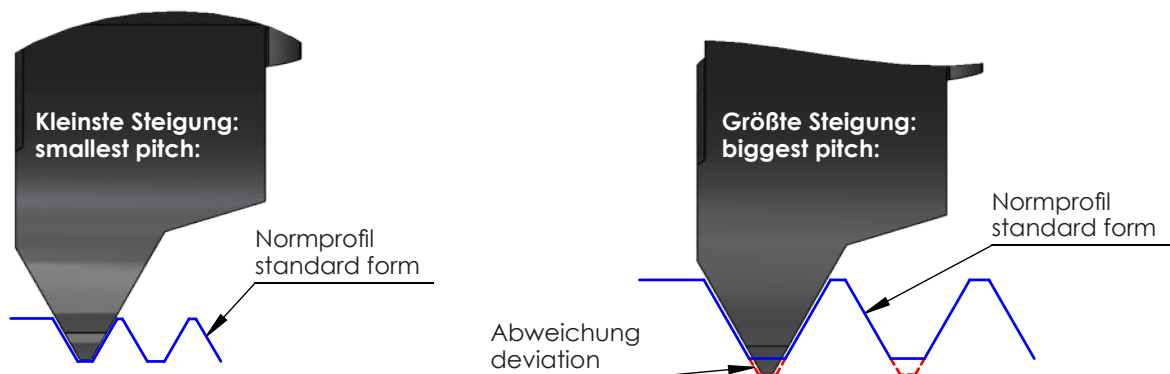 Kleinste Steigung:
smallest pitch:
Normprofil
standard form
Größte Steigung:
biggest pitch:
Normprofil
standard form
Abweichung
deviation